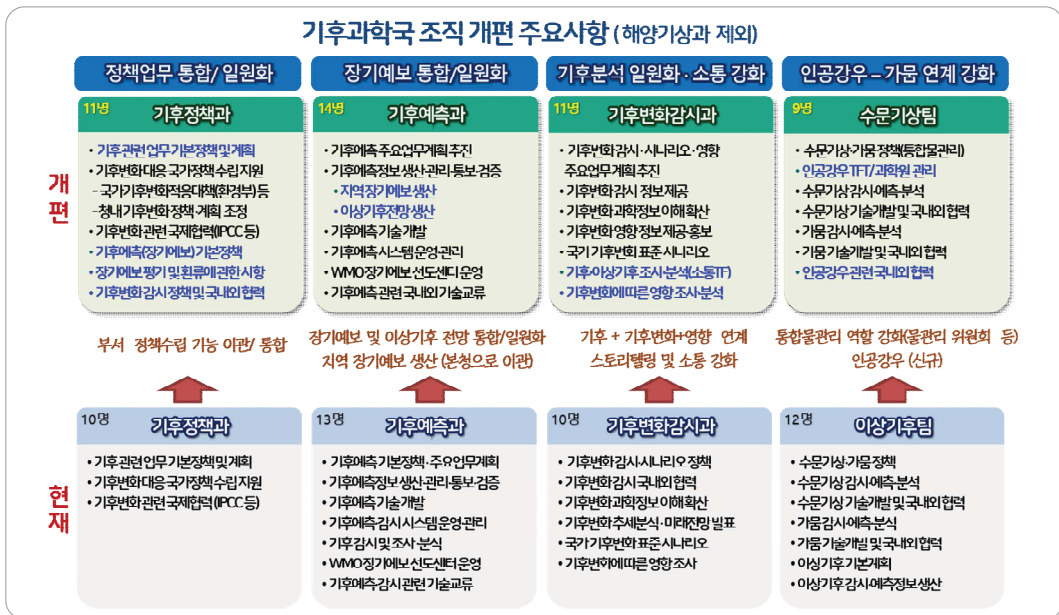 기후과학국 조직 개편 주요사항 ( 해양기상과 제외)
정책업무 통합/ 일원화
장기예보 통합/일원화
기후분석 일원화 · 소통 강화
인공강우 – 가뭄 연계 강화
개편
11명
기후정책과
• 기후 관련 업무 기본정책 및 계획
• 기후변화 대응 국가정책 수립 지원
- 국가기후변화적응대책(환경부) 등
- 청내 기후변화 정책·계획 조정
• 기후변화 관련 국제협력(IPCC 등)
• 기후예측(장기예보) 기본정책
• 장기예보 평가 및 환류에 관한 사항
• 기후변화 감시 정책 및 국내외 협력
14명
기후예측과
• 기후예측 주요업무계획 추진
• 기후예측정보 생산·관리·통보·검증
• 지역 장기예보 생산
• 이상기후전망 생산
• 기후예측 기술개발
• 기후예측 시스템 운영·관리
• WMO 장기예보 선도센터 운영
• 기후예측 관련 국내외 기술교류
11명
기후변화감시과
• 기후변화 감시·시나리오·영향
주요업무계획 추진
• 기후변화 감시 정보 제공
• 기후변화 과학정보 이해 확산
• 기후변화 영향정보 제공·홍보
• 국가 기후변화 표준 시나리오
• 기후·이상기후 조사·분석(소통TF)
• 기후변화에 따른 영향 조사·분석
9명
수문기상팀
• 수문기상·가뭄 정책(통합물관리)
• 인공강우 TFT/ 과학원 관리
• 수문기상 감시·예측·분석
• 수문기상 기술개발 및 국내외 협력
• 가뭄 감시·예측·분석
• 가뭄 기술개발 및 국내외 협력
• 인공강우 관련 국내외 협력
부서 정책수립 기능 이관/ 통합
장기예보 및 이상기후 전망 통합/일원화
지역 장기예보 생산 (본청으로 이관)
기후 + 기후변화+영향 연계
스토리텔링 및 소통 강화
통합물관리 역할 강화(물관리 위원회 등)
인공강우 (신규)
현재
10명
기후정책과
• 기후 관련 업무 기본정책 및 계획
• 기후변화 대응 국가정책 수립 지원
• 기후변화 관련 국제협력 (IPCC 등)
13명
기후예측과
• 기후예측 기본정책·주요업무계획
• 기후예측정보 생산·관리·통보·검증
• 기후예측 기술개발
• 기후예측·감시 시스템 운영·관리
• 기후 감시 및 조사·분석
• WMO 장기예보 선도센터 운영
• 기후예측·감시 관련 기술교류
10명
기후변화감시과
• 기후변화 감시·시나리오 정책
• 기후변화 감시 국내외 협력
• 기후변화 과학정보 이해 확산
• 기후변화 추세분석·미래전망 발표
• 국가 기후변화 표준 시나리오
• 기후변화에 따른 영향 조사
12명
이상기후팀
• 수문기상·가뭄 정책
• 수문기상 감시·예측·분석
• 수문기상 기술개발 및 국내외 협력
• 가뭄 감시·예측·분석
• 가뭄 기술개발 및 국내외 협력
• 이상기후 기본계획
• 이상기후 감시·예측정보 생산